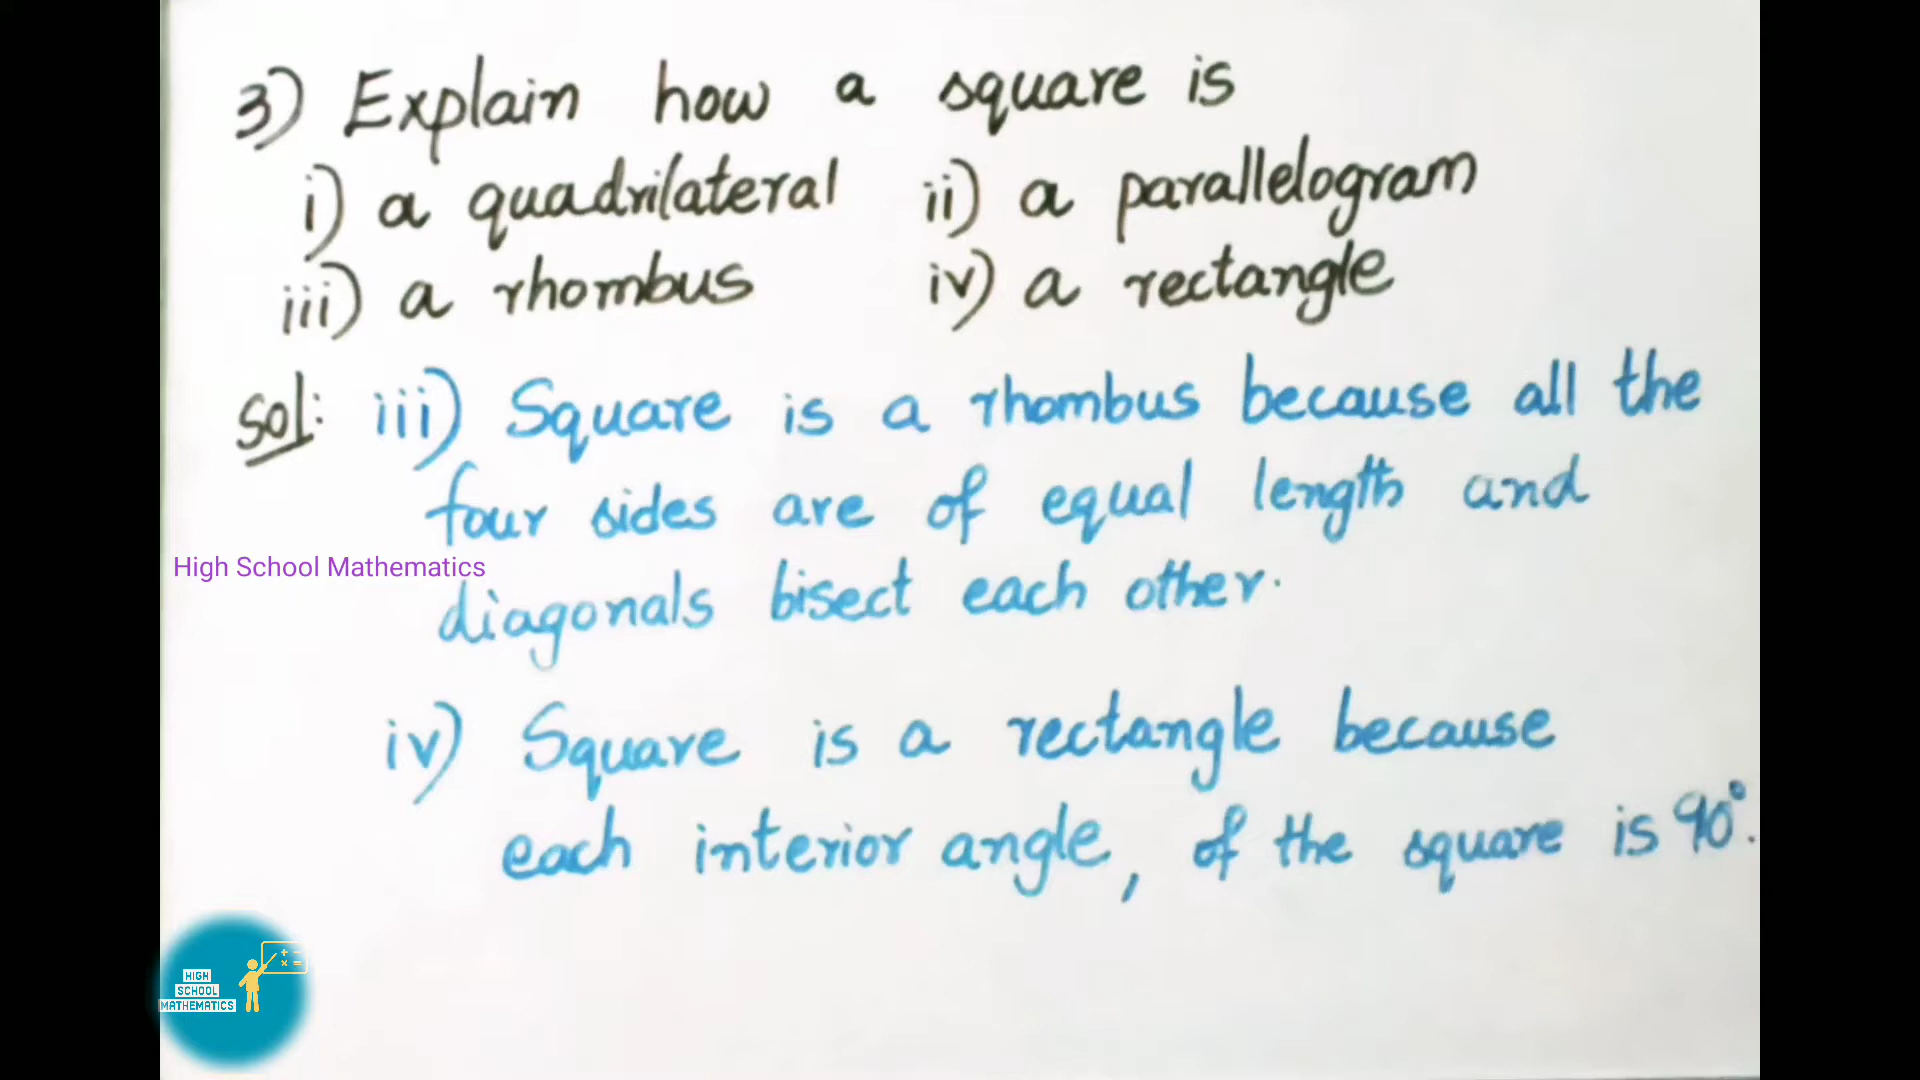 3) Explain how a square is
i) a quadrilateral ii) a parallelogram
iii) a rhombus iv) a rectangle
Sol: iii) Square is a rhombus because all the
four sides are of equal length and
High School Mathematics
diagonals bisect each other.
iv) Square is a rectangle because
each interior angle, of the square is 90°.
HIGH
SCHOOL
MATHEMATICS